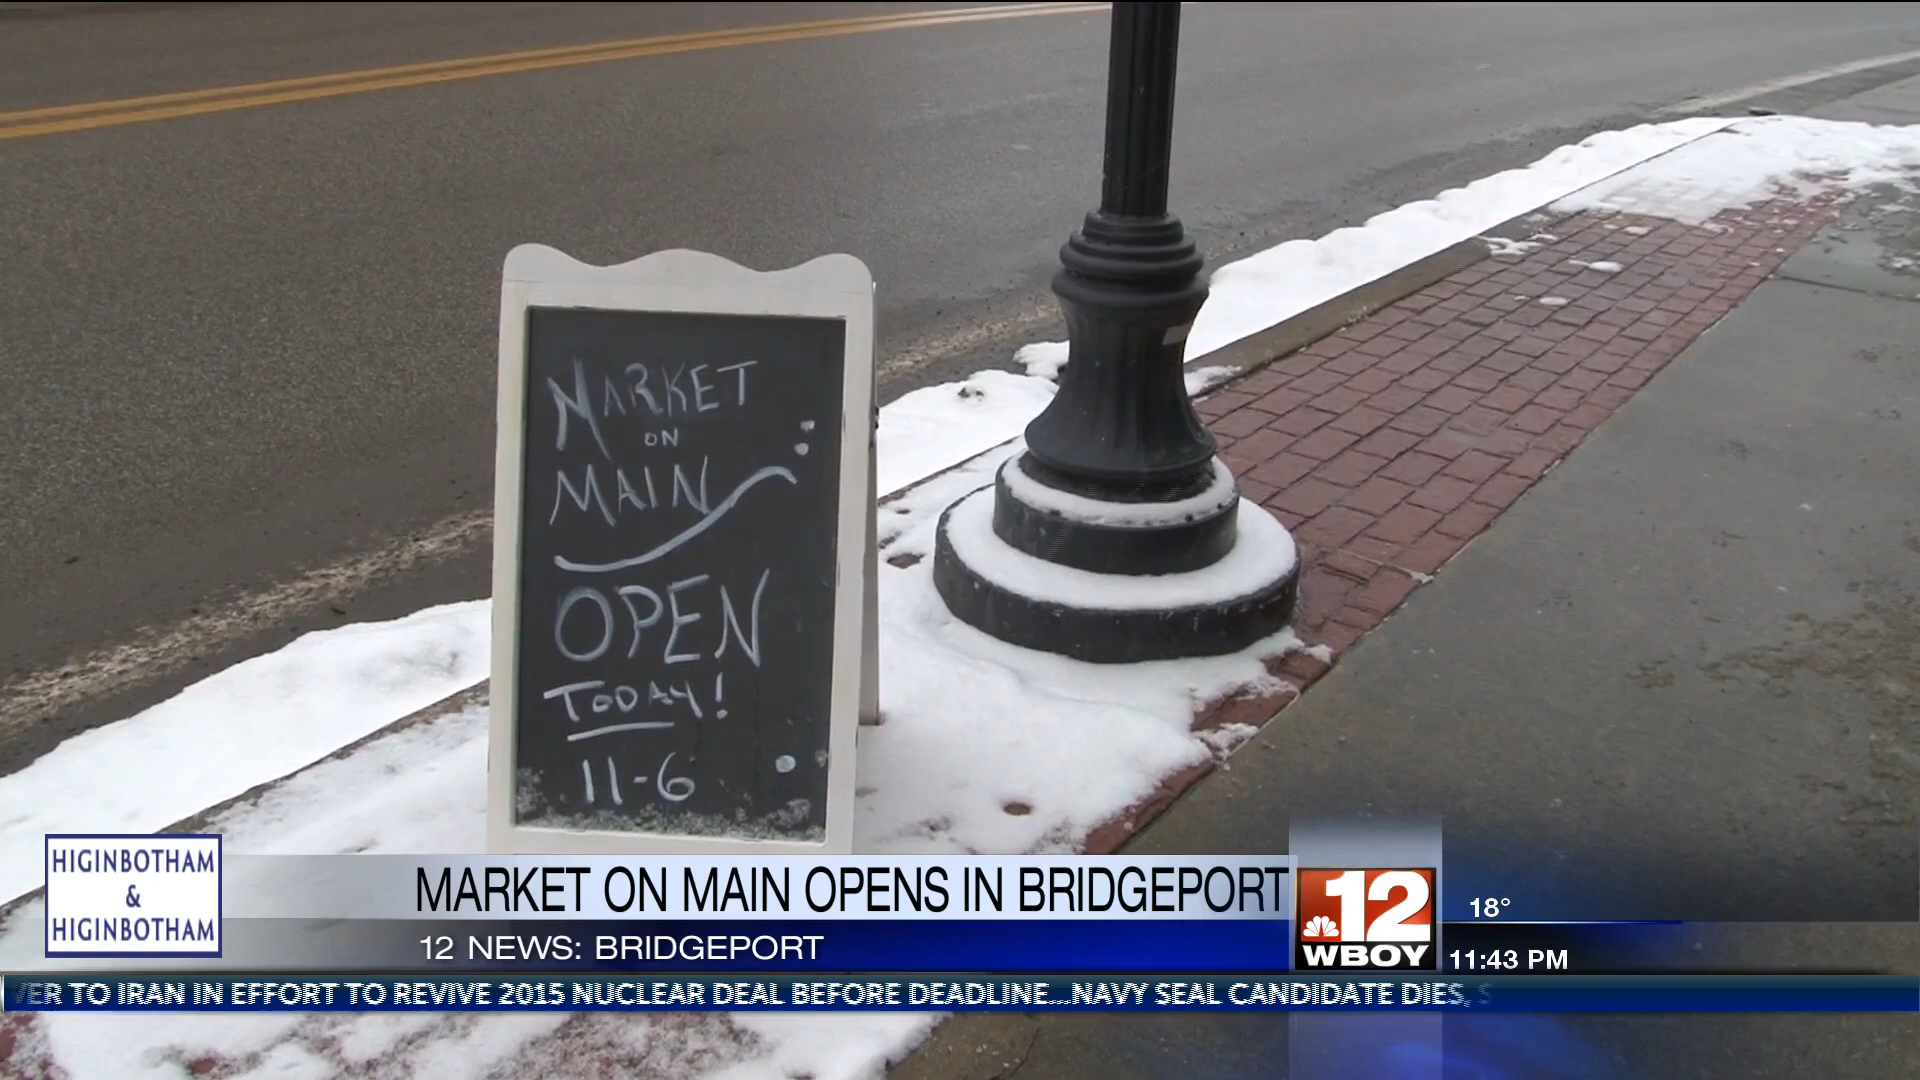 MARKET
ON
MAIN
OPEN
TODAY!
11-6
HIGINBOTHAM
&
HIGINBOTHAM
MARKET ON MAIN OPENS IN BRIDGEPORT
12 NEWS: BRIDGEPORT
12
WBOY
18°
11:43 PM
TO IRAN IN EFFORT TO REVIVE 2015 NUCLEAR DEAL BEFORE DEADLINE...NAVY SEAL CANDIDATE DIES,